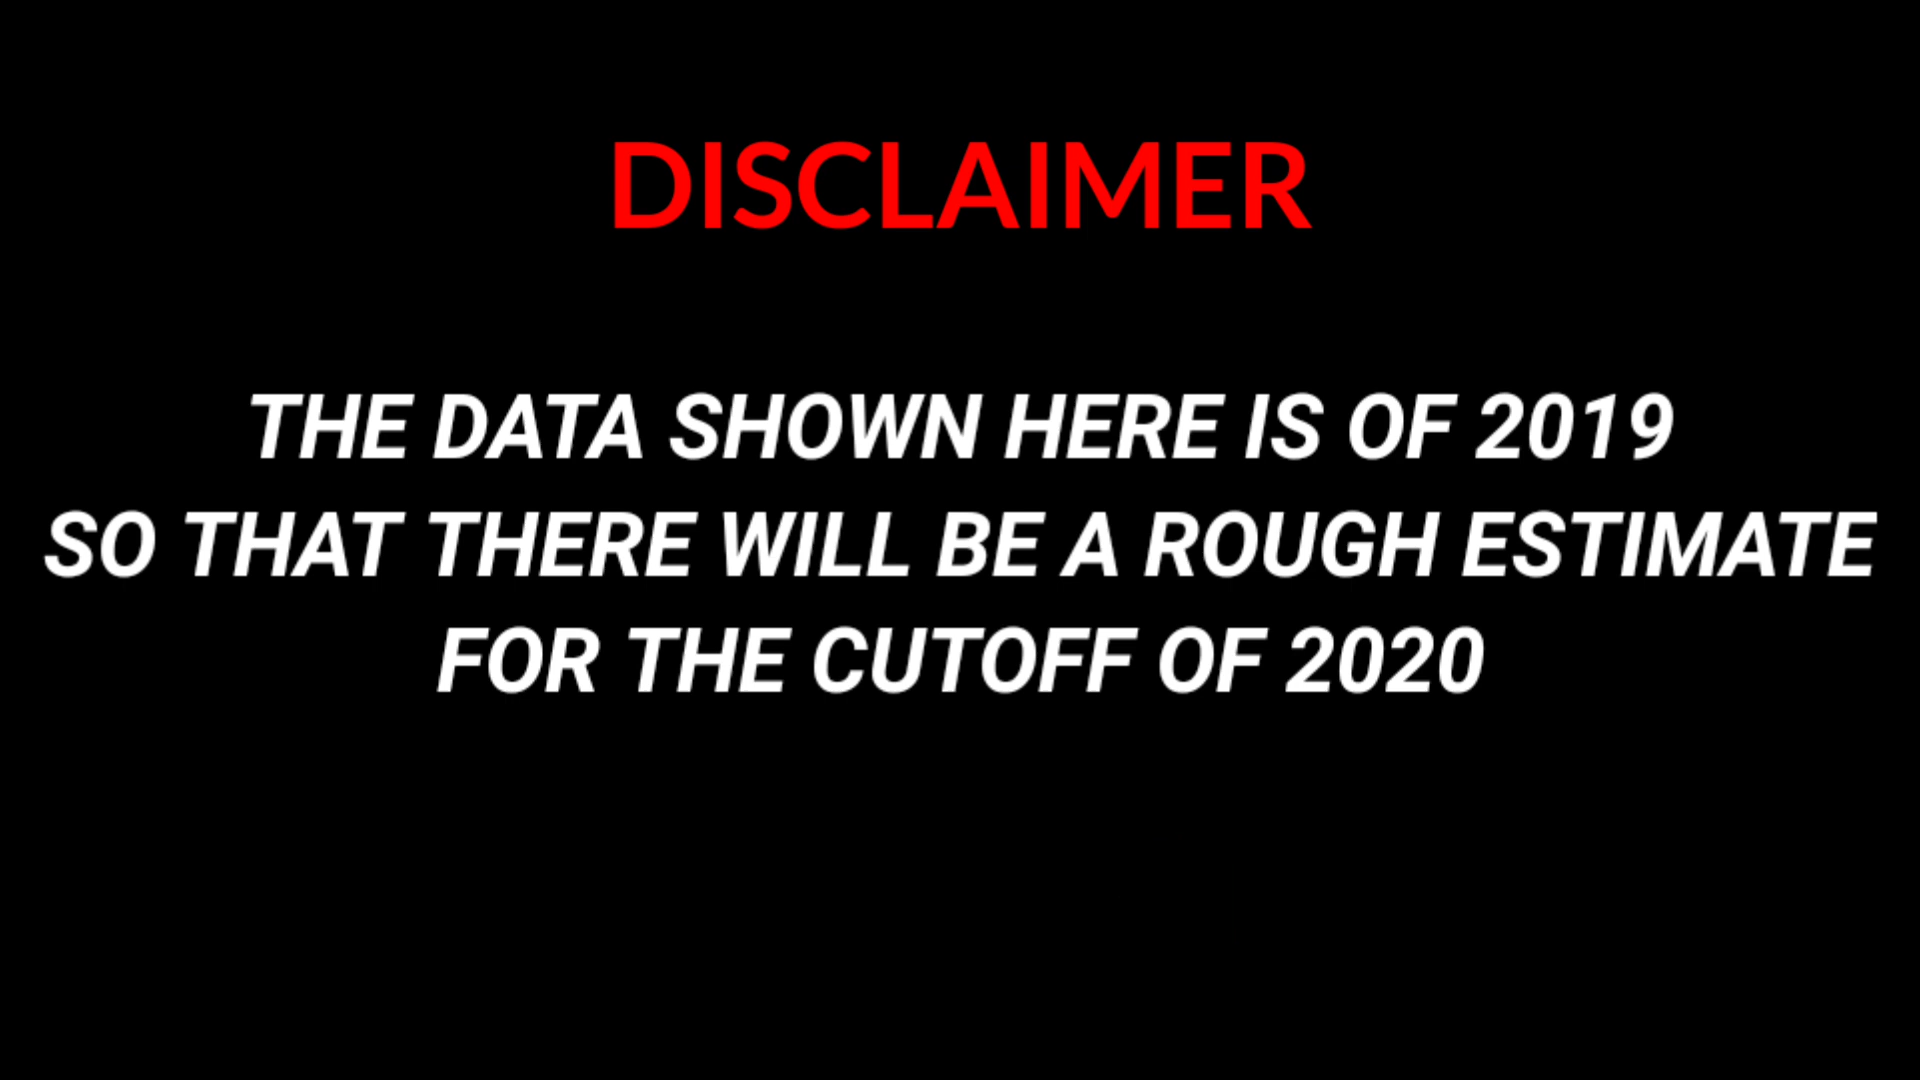 DISCLAIMER
THE DATA SHOWN HERE IS OF 2019
SO THAT THERE WILL BE A ROUGH ESTIMATE
FOR THE CUTOFF OF 2020